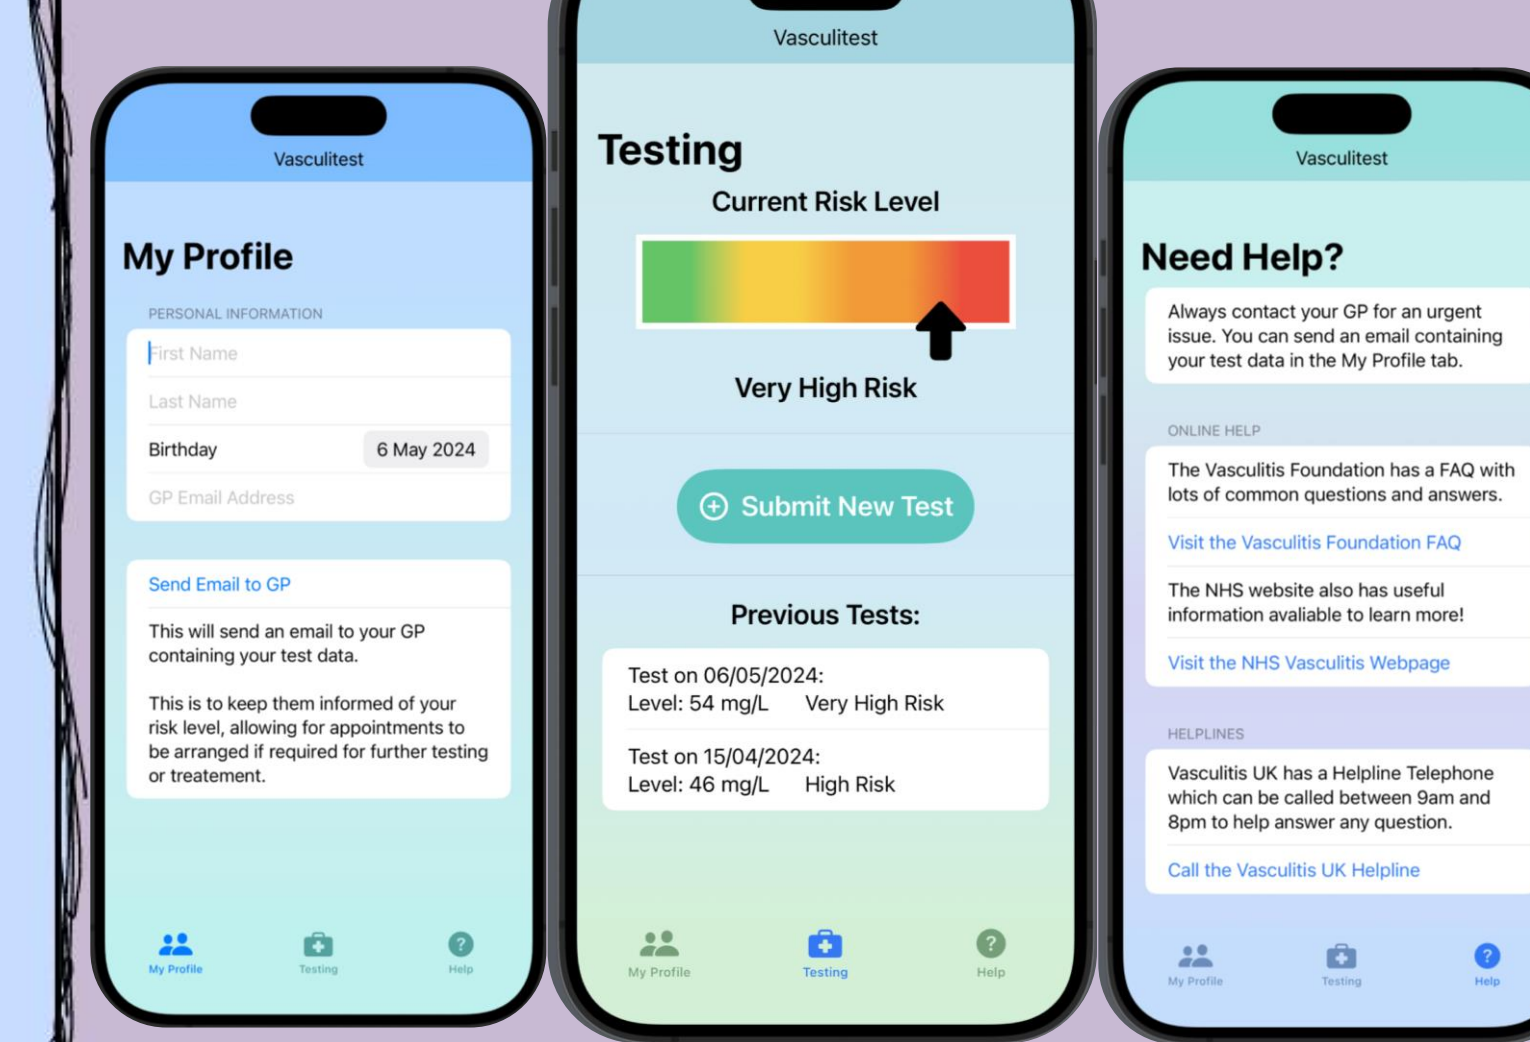 Vasculitest
My Profile
PERSONAL INFORMATION
First Name
Last Name
Birthday 6 May 2024
GP Email Address
Send Email to GP
This will send an email to your GP
containing your test data.
This is to keep them informed of your
risk level, allowing for appointments to
be arranged if required for further testing
or treatement.
My Profile Testing Help
Vasculitest
Testing
Current Risk Level
Very High Risk
Submit New Test
Previous Tests:
Test on 06/05/2024:
Level: 54 mg/L Very High Risk
Test on 15/04/2024:
Level: 46 mg/L High Risk
My Profile Testing Help
Vasculitest
Need Help?
Always contact your GP for an urgent
issue. You can send an email containing
your test data in the My Profile tab.
ONLINE HELP
The Vasculitis Foundation has a FAQ with
lots of common questions and answers.
Visit the Vasculitis Foundation FAQ
The NHS website also has useful
information avaliable to learn more!
Visit the NHS Vasculitis Webpage
HELPLINES
Vasculitis UK has a Helpline Telephone
which can be called between 9am and
8pm to help answer any question.
Call the Vasculitis UK Helpline
My Profile Testing Help